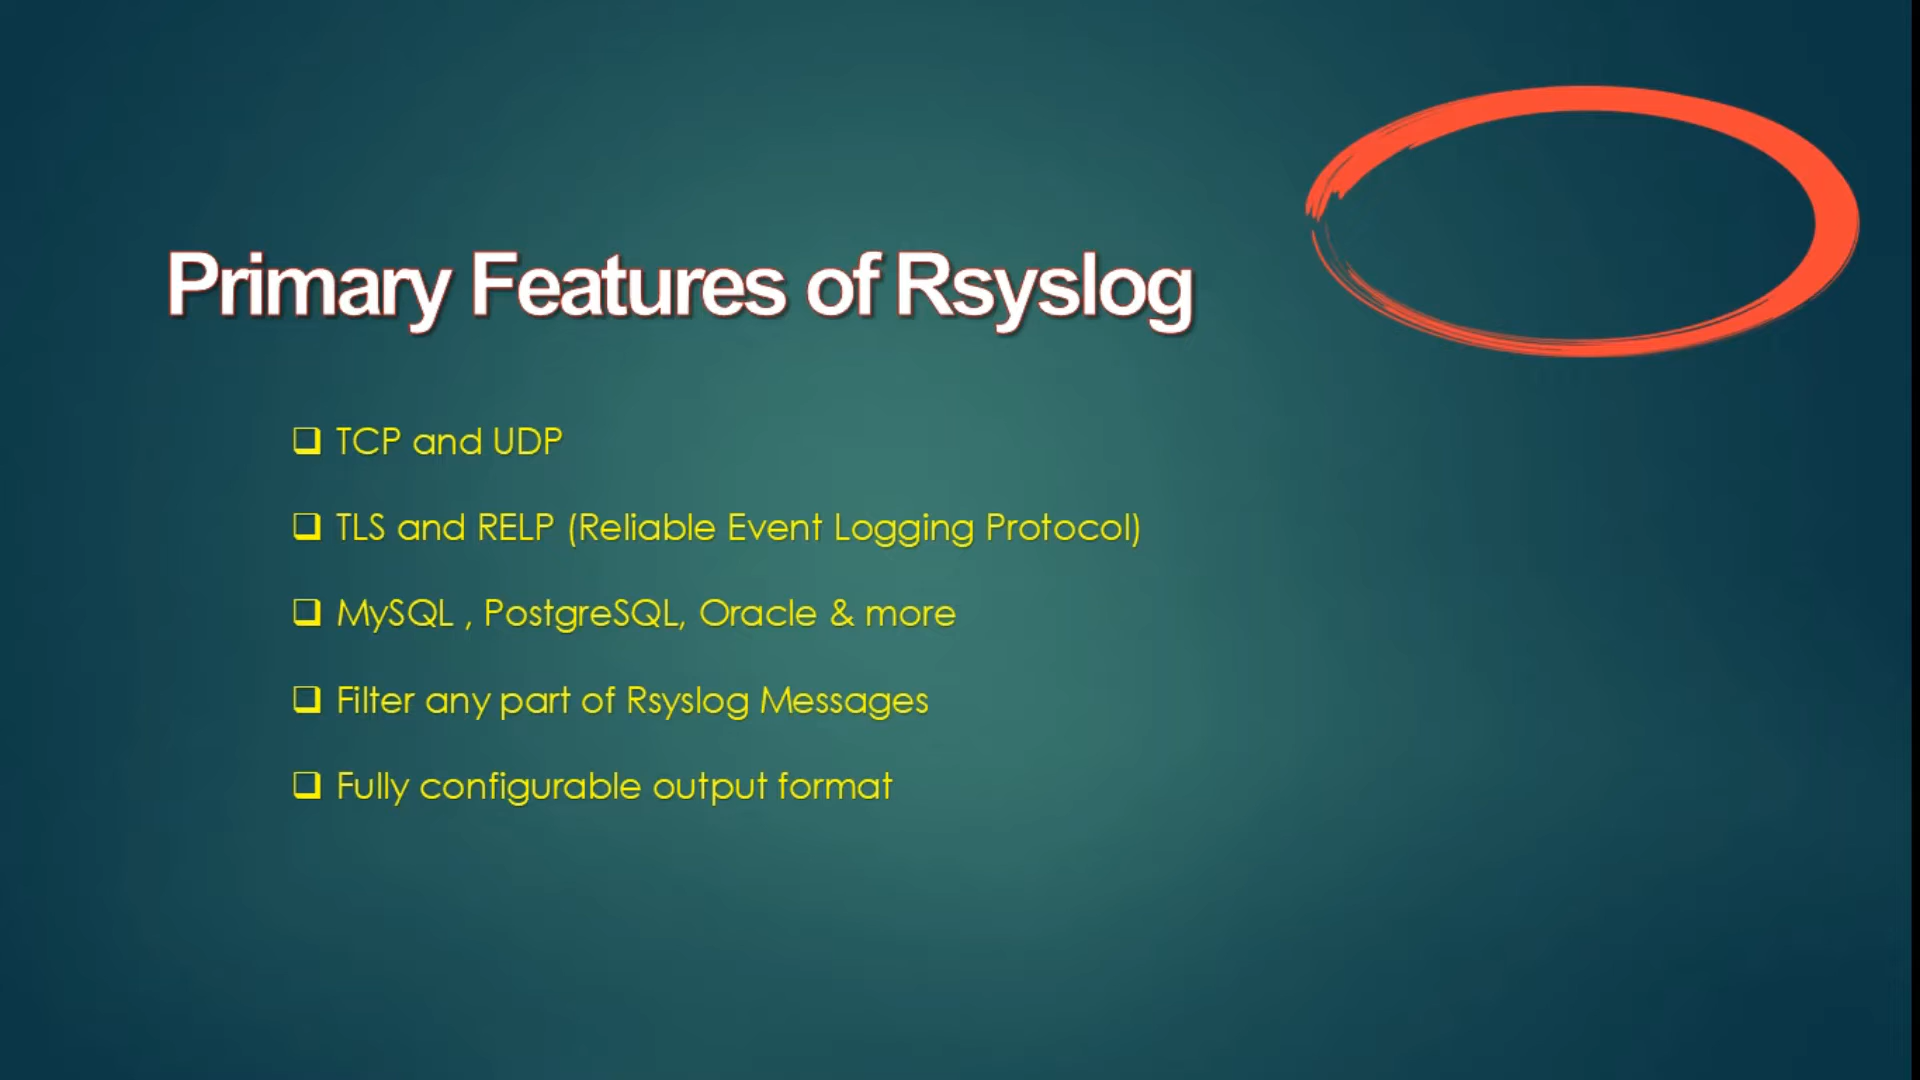 Primary Features of Rsyslog
TCP and UDP
TLS and RELP (Reliable Event Logging Protocol)
MySQL , PostgreSQL, Oracle & more
Filter any part of Rsyslog Messages
Fully configurable output format